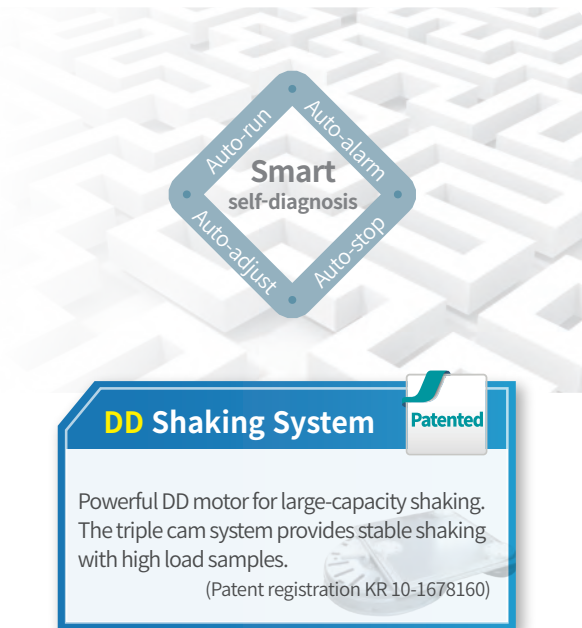 Auto-run
Auto-alarm
Smart
self-diagnosis
Auto-adjust
Auto-stop
DD Shaking System
Patented
Powerful DD motor for large-capacity shaking.
The triple cam system provides stable shaking
with high load samples.
(Patent registration KR 10-1678160)